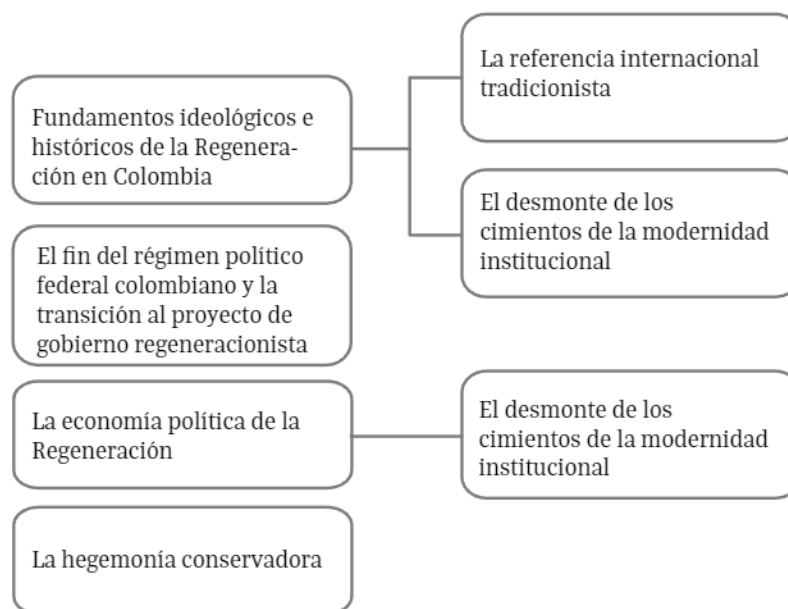 Fundamentos ideológicos e
históricos de la Regenera-
ción en Colombia
La referencia internacional
tradicionista
El desmonte de los
cimientos de la modernidad
institucional
El fin del régimen político
federal colombiano y la
transición al proyecto de
gobierno regeneracionista
La economía política de la
Regeneración
El desmonte de los
cimientos de la modernidad
institucional
La hegemonía conservadora